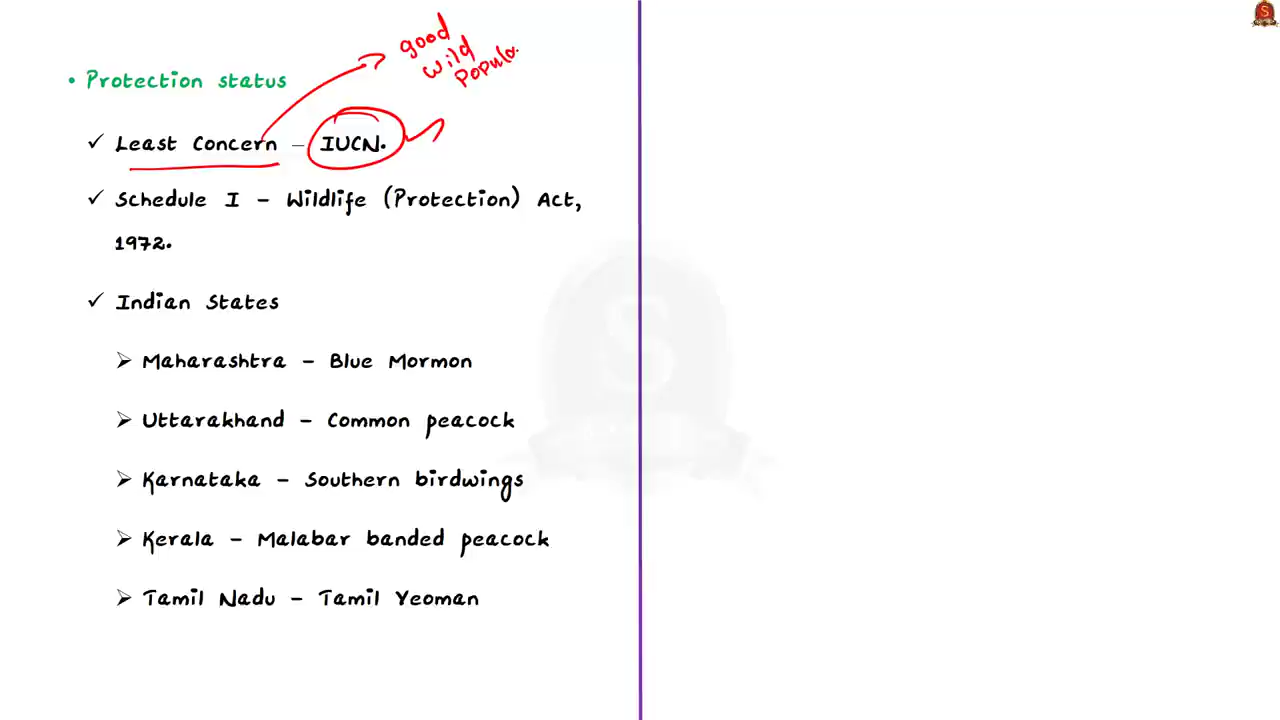 good
wild
popula.
• Protection status
✓ Least Concern – IUCN.
✓ Schedule I – Wildlife (Protection) Act,
1972.
✓ Indian States
➢ Maharashtra – Blue Mormon
➢ Uttarakhand – Common peacock
➢ Karnataka – Southern birdwings
➢ Kerala – Malabar banded peacock
➢ Tamil Nadu – Tamil Yeoman